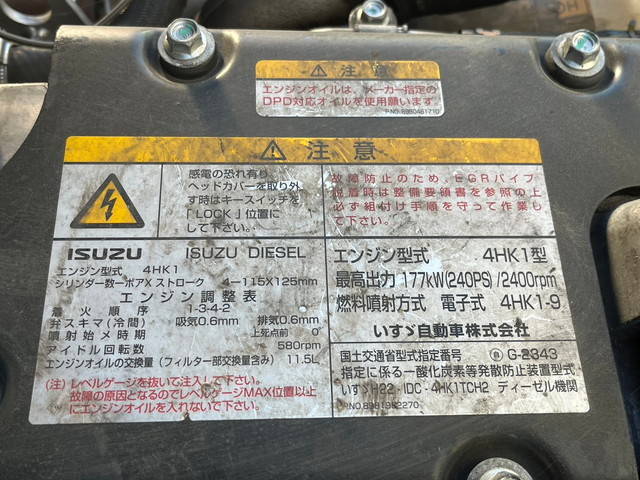 ⚠ 注 意
エンジンオイルは、メーカー指定の
DPD対応オイルを使用願います。
⚠ 注 意
感電の恐れ有り
ヘッドカバーを取り外
す時はキースイッチを
「LOCK」位置に
して下さい。
故障防止のため、EGRパイプ
脱着時は整備要領書を参照の上
必ず組付け手順を守って作業も
して下さい。
ISUZU ISUZU DIESEL
エンジン型式 4HK1
シリンダー数ーボアX ストローク 4-115X125mm
エンジン調整表
着火順序 1-3-4-2
弁スキマ(冷間) 吸気0.6mm 排気0.6mm
噴射始メ時期 上死点前 0°
アイドル回転数 580rpm
エンジンオイルの交換量(フィルター部交換量含み) 11.5L
(注)レベルゲージを抜いて注入して下さい。
故障の原因となるのでレベルゲージMAX位置以上
にエンジンオイルを入れないで下さい。
エンジン型式 4HK1型
最高出力 177kW(240PS)/2400rpm
燃料噴射方式 電子式 4HK1-9
いすゞ自動車株式会社
国土交通省型式指定番号 G-2343
指定に係る一酸化炭素等発散防止装置型式
いすゞH22・IDC・4HK1TCH2 ディーゼル機関